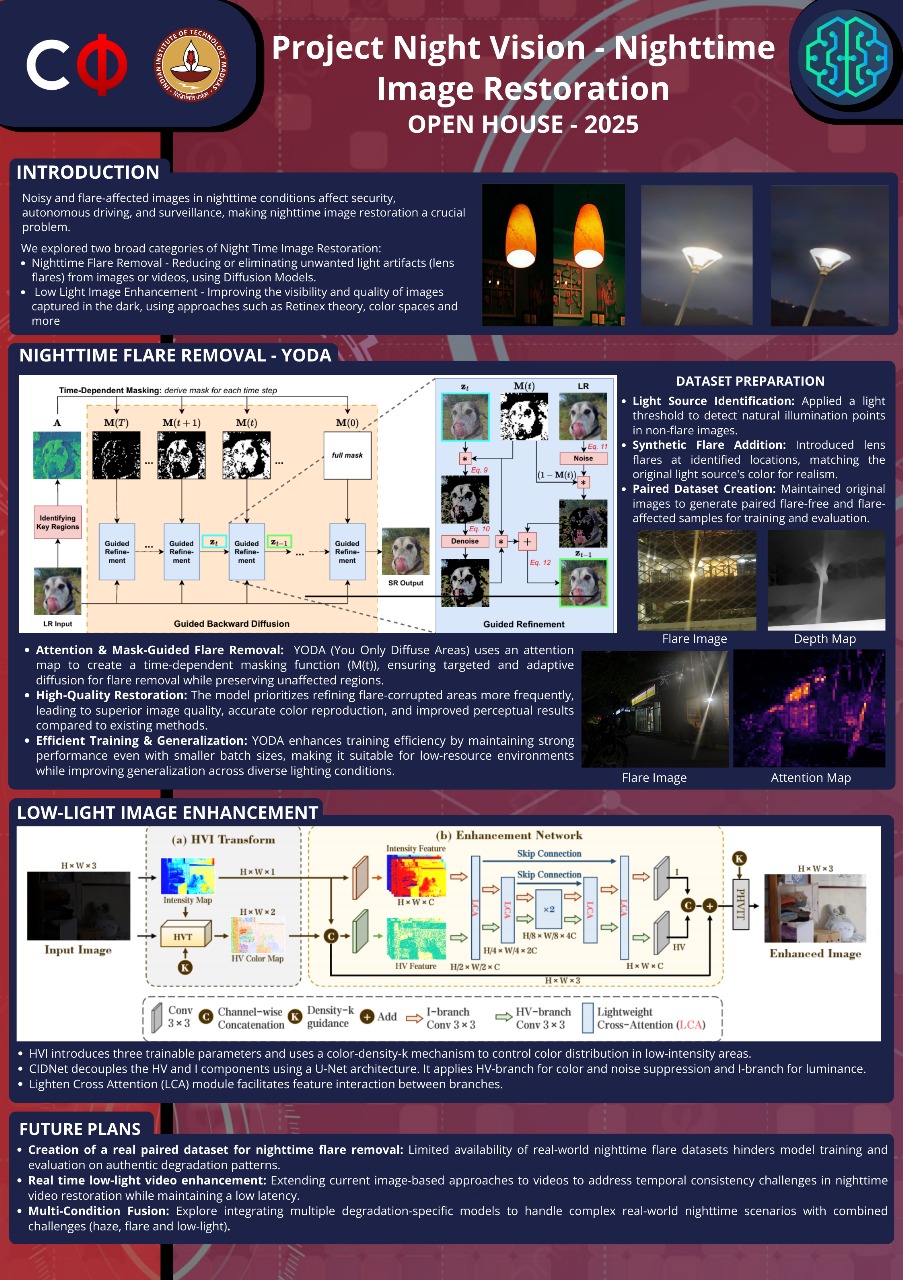 CΦ
INDIAN INSTITUTE OF TECHNOLOGY MADRAS
Project Night Vision - Nighttime
Image Restoration
OPEN HOUSE - 2025
INTRODUCTION
Noisy and flare-affected images in nighttime conditions affect security,
autonomous driving, and surveillance, making nighttime image restoration a crucial
problem.
We explored two broad categories of Night Time Image Restoration:
• Nighttime Flare Removal - Reducing or eliminating unwanted light artifacts (lens
flares) from images or videos, using Diffusion Models.
• Low Light Image Enhancement - Improving the visibility and quality of images
captured in the dark, using approaches such as Retinex theory, color spaces and
more
NIGHTTIME FLARE REMOVAL - YODA
Time-Dependent Masking: derive mask for each time step
A
M(T)
M(t+1)
M(t)
M(0)
... ...
full mask
Identifying
Key Regions
Guided
Refine-
ment
...
Guided
Refine-
ment
z_t
Guided
Refine-
ment
z_{t-1}
...
Guided
Refine-
ment
LR Input
Guided Backward Diffusion
SR Output
z_t
M(t)
LR
Eq. 11
*
Noise
Eq. 9
(1 − M(t))
*
Eq. 10
Denoise
*
+
z_{t-1}
Eq. 12
Guided Refinement
DATASET PREPARATION
• Light Source Identification: Applied a light
threshold to detect natural illumination points
in non-flare images.
• Synthetic Flare Addition: Introduced lens
flares at identified locations, matching the
original light source's color for realism.
• Paired Dataset Creation: Maintained original
images to generate paired flare-free and flare-
affected samples for training and evaluation.
Flare Image
Depth Map
• Attention & Mask-Guided Flare Removal: YODA (You Only Diffuse Areas) uses an attention
map to create a time-dependent masking function (M(t)), ensuring targeted and adaptive
diffusion for flare removal while preserving unaffected regions.
• High-Quality Restoration: The model prioritizes refining flare-corrupted areas more frequently,
leading to superior image quality, accurate color reproduction, and improved perceptual results
compared to existing methods.
• Efficient Training & Generalization: YODA enhances training efficiency by maintaining strong
performance even with smaller batch sizes, making it suitable for low-resource environments
while improving generalization across diverse lighting conditions.
Flare Image
Attention Map
LOW-LIGHT IMAGE ENHANCEMENT
(a) HVI Transform
(b) Enhancement Network
H×W×3
Input Image
Intensity Map
H×W×1
HVT
K
H×W×2
HV Color Map
C
Intensity Feature
H×W×C
HV Feature
LCA
H/2×W/2×C
Skip Connection
Skip Connection
LCA
H/4×W/4×2C
×2
H/8×W/8×4C
LCA
LCA
H×W×C
H×W×3
I
HV
C
+
K
PHVIT
H×W×3
Enhanced Image
Conv
3×3
C Channel-wise
Concatenation
K Density-k
guidance
+ Add
I-branch
Conv 3×3
HV-branch
Conv 3×3
Lightweight
Cross-Attention (LCA)
• HVI introduces three trainable parameters and uses a color-density-k mechanism to control color distribution in low-intensity areas.
• CIDNet decouples the HV and I components using a U-Net architecture. It applies HV-branch for color and noise suppression and I-branch for luminance.
• Lighten Cross Attention (LCA) module facilitates feature interaction between branches.
FUTURE PLANS
• Creation of a real paired dataset for nighttime flare removal: Limited availability of real-world nighttime flare datasets hinders model training and
evaluation on authentic degradation patterns.
• Real time low-light video enhancement: Extending current image-based approaches to videos to address temporal consistency challenges in nighttime
video restoration while maintaining a low latency.
• Multi-Condition Fusion: Explore integrating multiple degradation-specific models to handle complex real-world nighttime scenarios with combined
challenges (haze, flare and low-light).